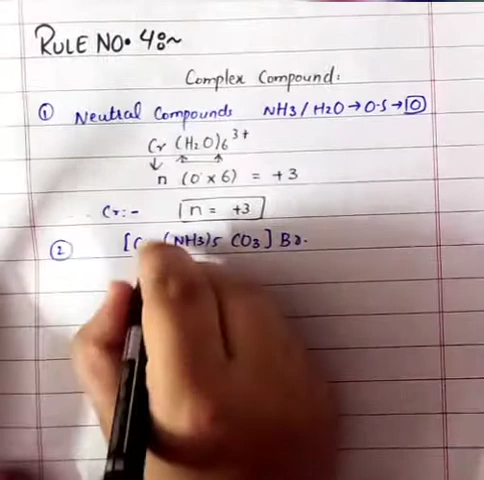 RULE NO. 4:~
Complex Compound:
① Neutral Compounds NH3/H2O → O.S → 0
Cr (H2O)6 3+
↓ ↑ ↑
n (0 x 6) = +3
Cr:- n = +3
② [C (NH3)5 CO3] Br.